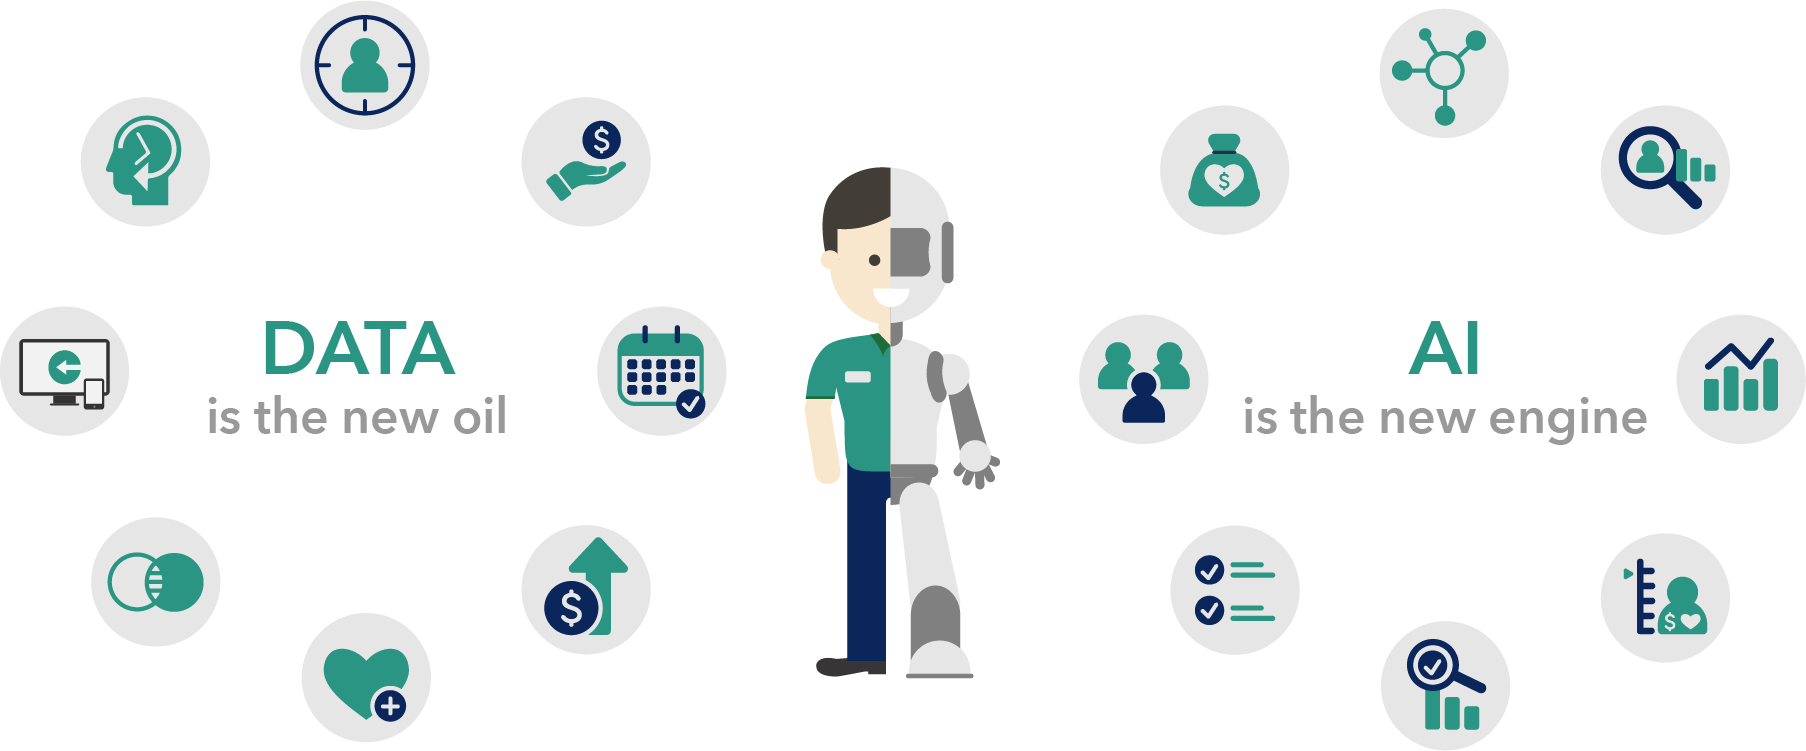 DATA
is the new oil
AI
is the new engine
$
$
$
$
$